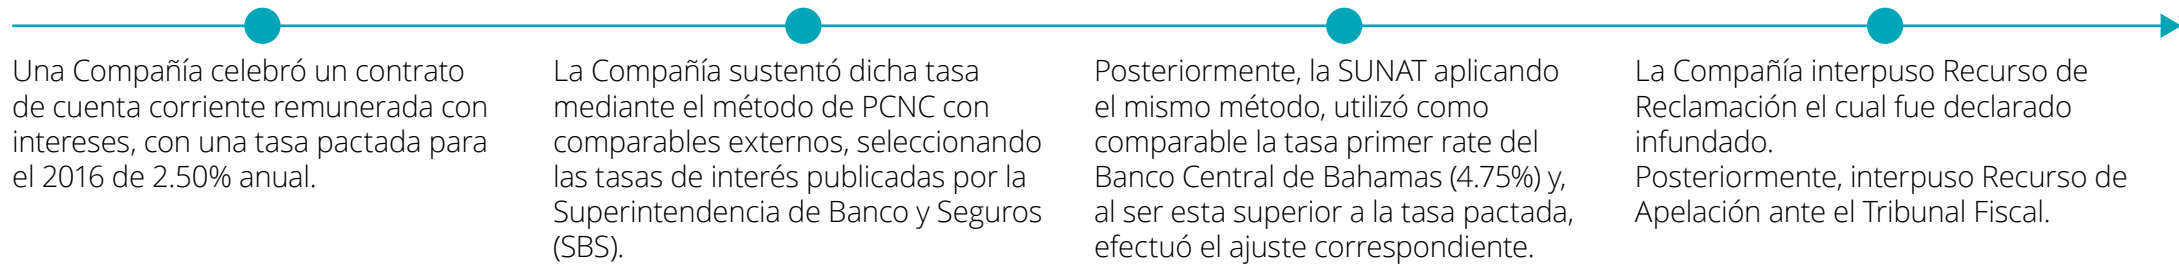 Una Compañía celebró un contrato
de cuenta corriente remunerada con
intereses, con una tasa pactada para
el 2016 de 2.50% anual.
La Compañía sustentó dicha tasa
mediante el método de PCNC con
comparables externos, seleccionando
las tasas de interés publicadas por la
Superintendencia de Banco y Seguros
(SBS).
Posteriormente, la SUNAT aplicando
el mismo método, utilizó como
comparable la tasa primer rate del
Banco Central de Bahamas (4.75%) y,
al ser esta superior a la tasa pactada,
efectuó el ajuste correspondiente.
La Compañía interpuso Recurso de
Reclamación el cual fue declarado
infundado.
Posteriormente, interpuso Recurso de
Apelación ante el Tribunal Fiscal.